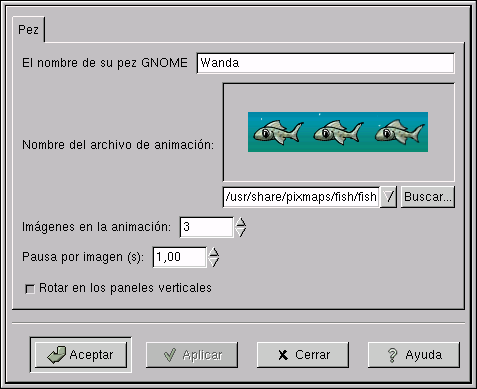 Pez
El nombre de su pez GNOME Wanda
Nombre del archivo de animación:
/usr/share/pixmaps/fish/fish Buscar...
Imágenes en la animación: 3
Pausa por imagen (s): 1,00
Rotar en los paneles verticales
Aceptar Aplicar Cerrar Ayuda